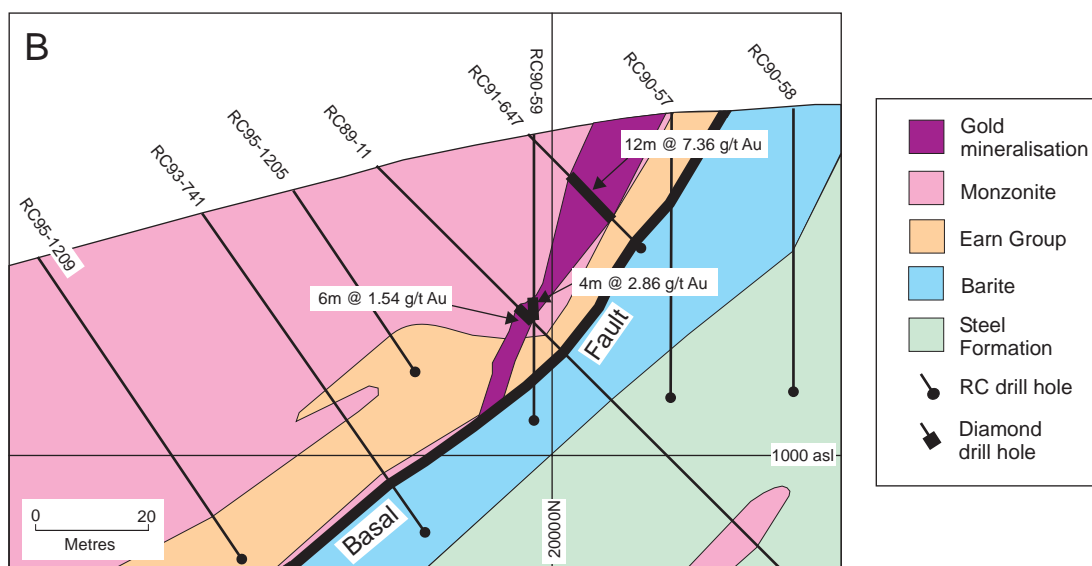 B
RC95-1209
RC93-741
RC95-1205
RC89-11
RC91-647
RC90-59
RC90-57
RC90-58
12m @ 7.36 g/t Au
4m @ 2.86 g/t Au
6m @ 1.54 g/t Au
Basal
Fault
1000 asl
20000N
0 20
Metres
Gold
mineralisation
Monzonite
Earn Group
Barite
Steel
Formation
RC drill hole
Diamond
drill hole